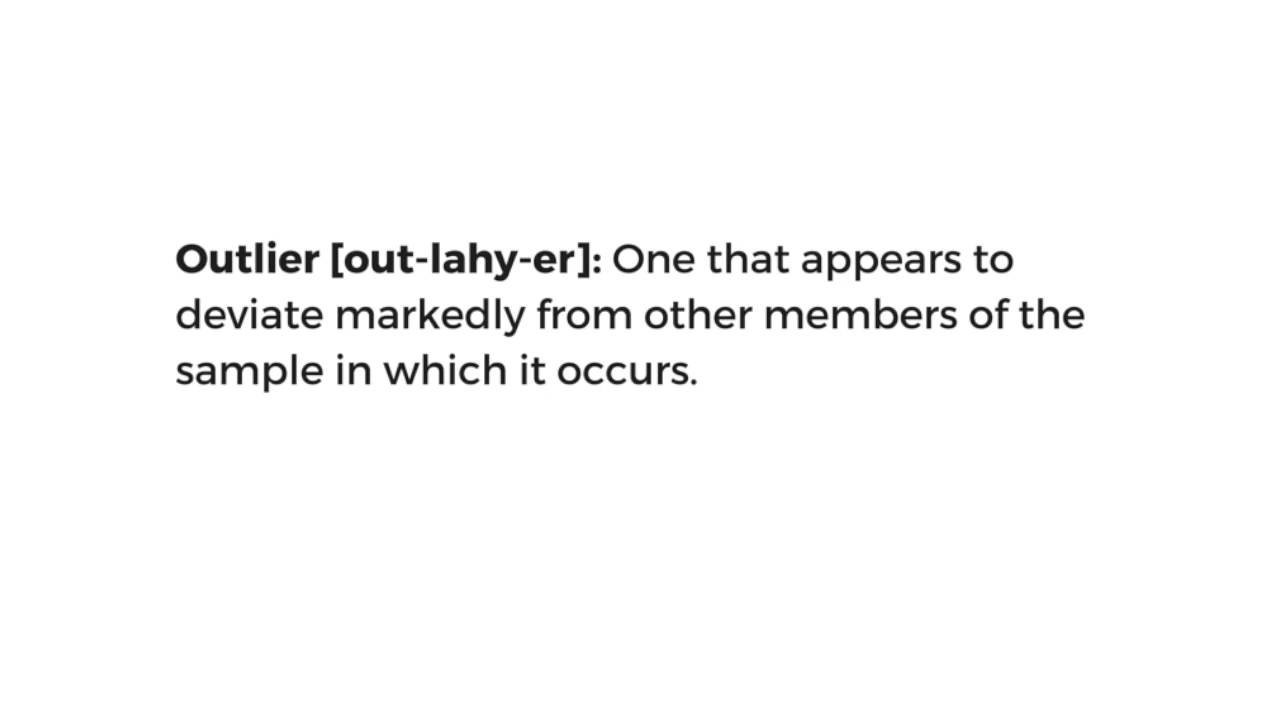 Outlier [out-lahy-er]: One that appears to
deviate markedly from other members of the
sample in which it occurs.